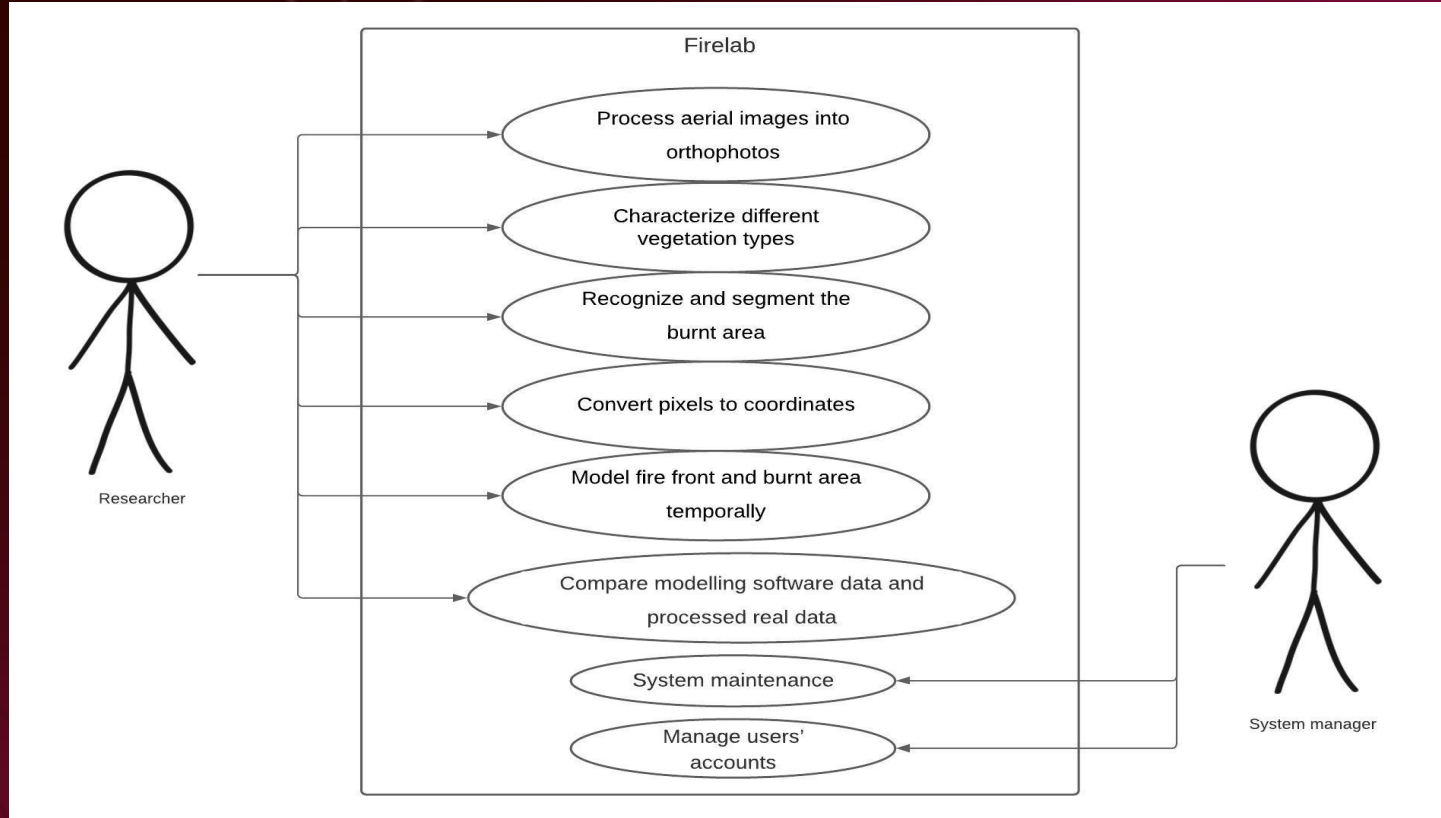 Firelab
Process aerial images into
orthophotos
Characterize different
vegetation types
Recognize and segment the
burnt area
Convert pixels to coordinates
Model fire front and burnt area
temporally
Compare modelling software data and
processed real data
System maintenance
Manage users’
accounts
Researcher
System manager